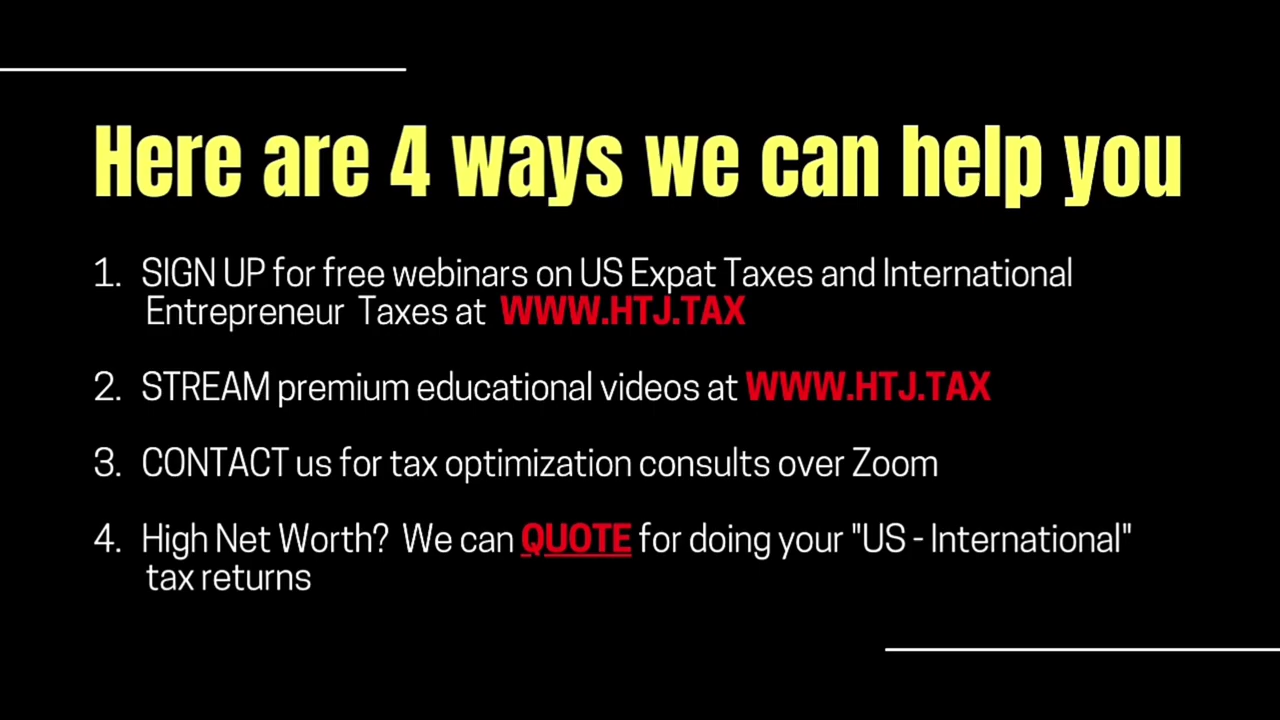 Here are 4 ways we can help you
1. SIGN UP for free webinars on US Expat Taxes and International
Entrepreneur Taxes at WWW.HTJ.TAX
2. STREAM premium educational videos at WWW.HTJ.TAX
3. CONTACT us for tax optimization consults over Zoom
4. High Net Worth? We can QUOTE for doing your "US - International"
tax returns